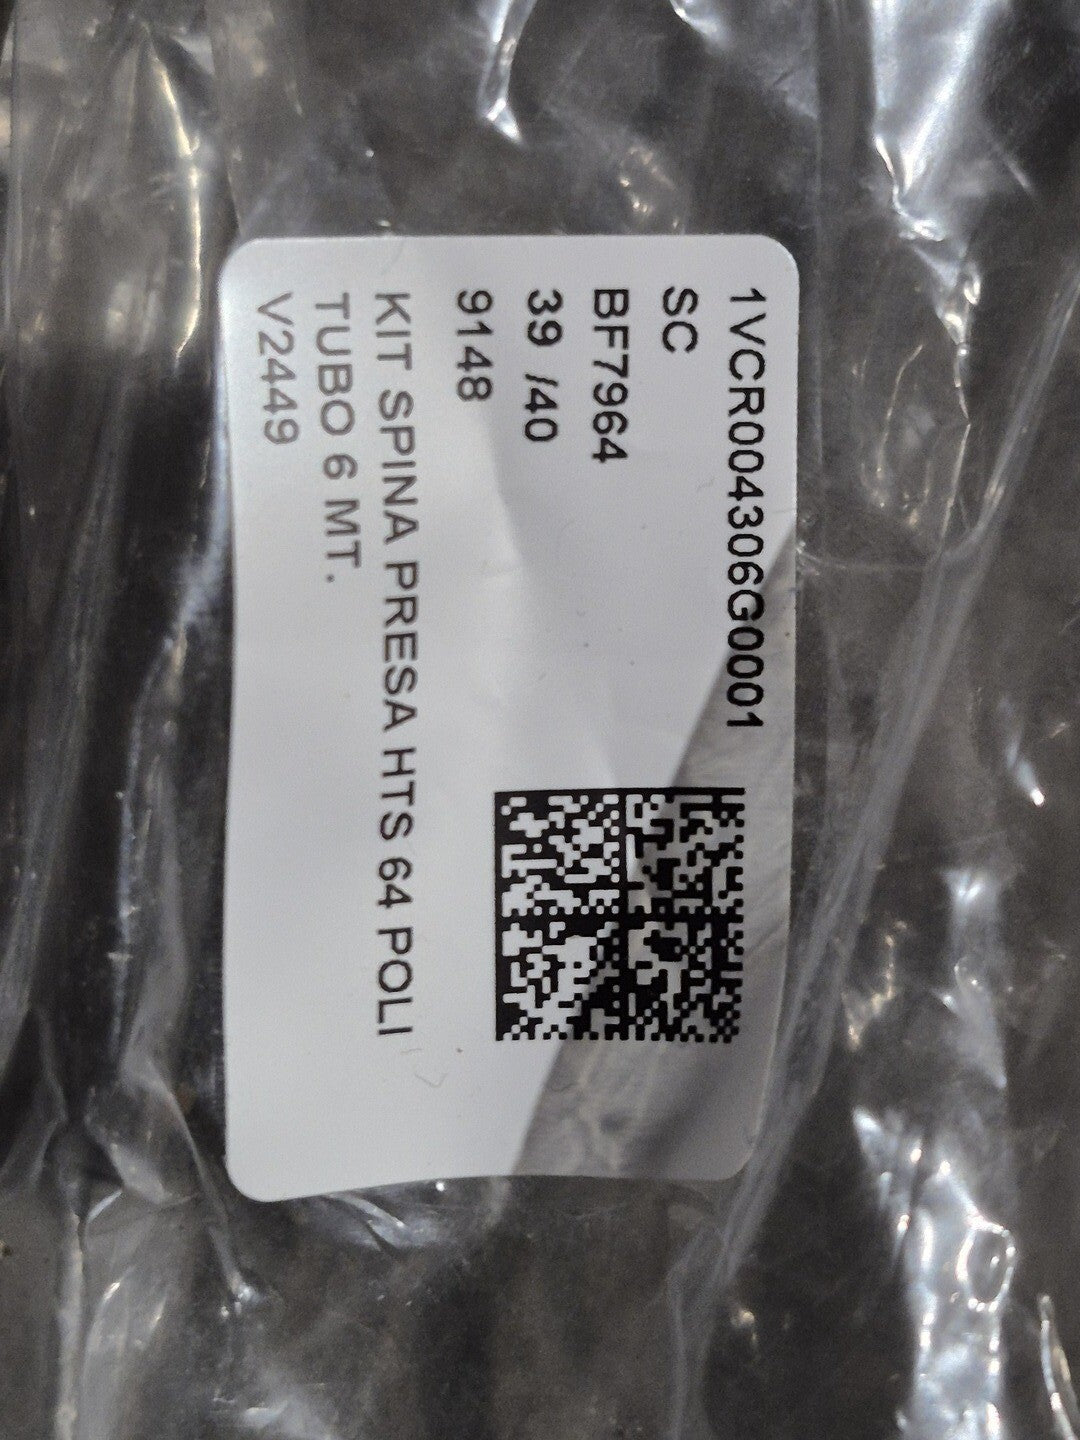 1VCR004306G0001
SC
BF7964
39 /40
9148
KIT SPINA PRESA HTS 64 POLI
TUBO 6 MT.
V2449